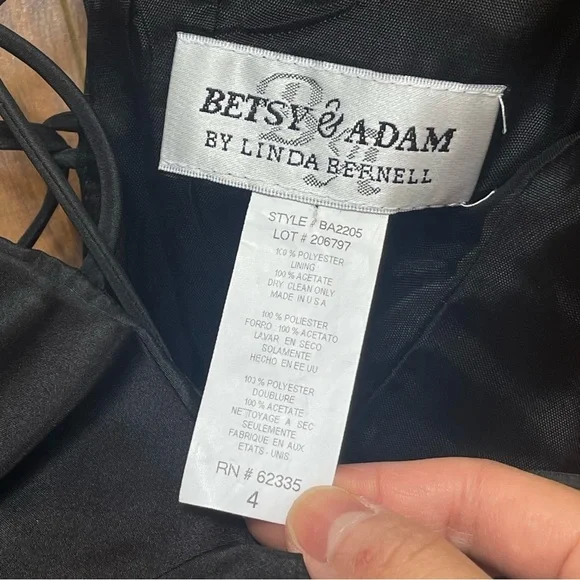 BETSY & ADAM
BY LINDA BERNELL
STYLE # BA2205
LOT # 206797
100 % POLYESTER
LINING
100 % ACETATE
DRY CLEAN ONLY
MADE IN U S A
100 % POLIESTER
FORRO. 100 % ACETATO
LAVAR EN SECO
SOLAMENTE
HECHO EN EE UU
100 % POLYESTER
DOUBLURE
100 % ACETATE
NETTOYAGE A SEC
SEULEMENTE
FABRIQUE EN AUX
ETATS - UNIS
RN # 62335
4